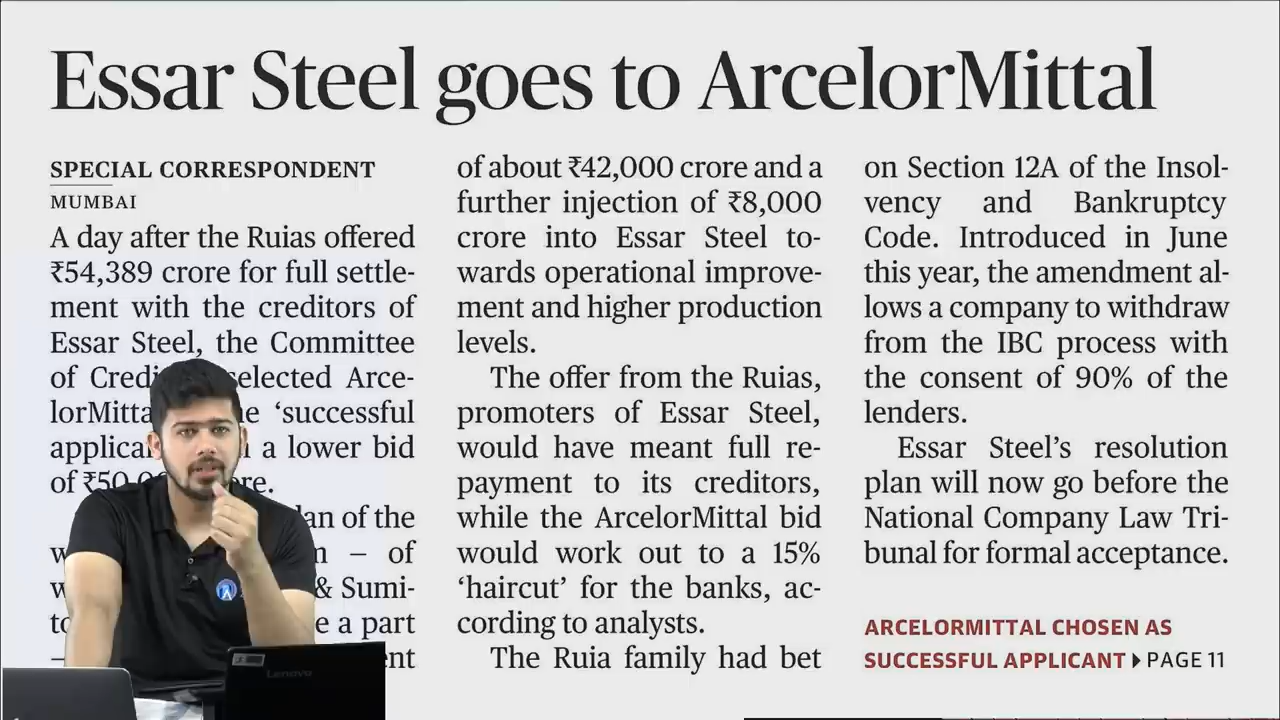 Essar Steel goes to ArcelorMittal
SPECIAL CORRESPONDENT
MUMBAI
A day after the Ruias offered
₹54,389 crore for full settle-
ment with the creditors of
Essar Steel, the Committee
of selected Arce-
‘successful
a lower bid
of
of the
– of
& Sumi-
a part
of about ₹42,000 crore and a
further injection of ₹8,000
crore into Essar Steel to-
wards operational improve-
ment and higher production
levels.
The offer from the Ruias,
promoters of Essar Steel,
would have meant full re-
payment to its creditors,
while the ArcelorMittal bid
would work out to a 15%
‘haircut’ for the banks, ac-
cording to analysts.
The Ruia family had bet
on Section 12A of the Insol-
vency and Bankruptcy
Code. Introduced in June
this year, the amendment al-
lows a company to withdraw
from the IBC process with
the consent of 90% of the
lenders.
Essar Steel’s resolution
plan will now go before the
National Company Law Tri-
bunal for formal acceptance.
ARCELORMITTAL CHOSEN AS
SUCCESSFUL APPLICANT PAGE 11
Lenovo